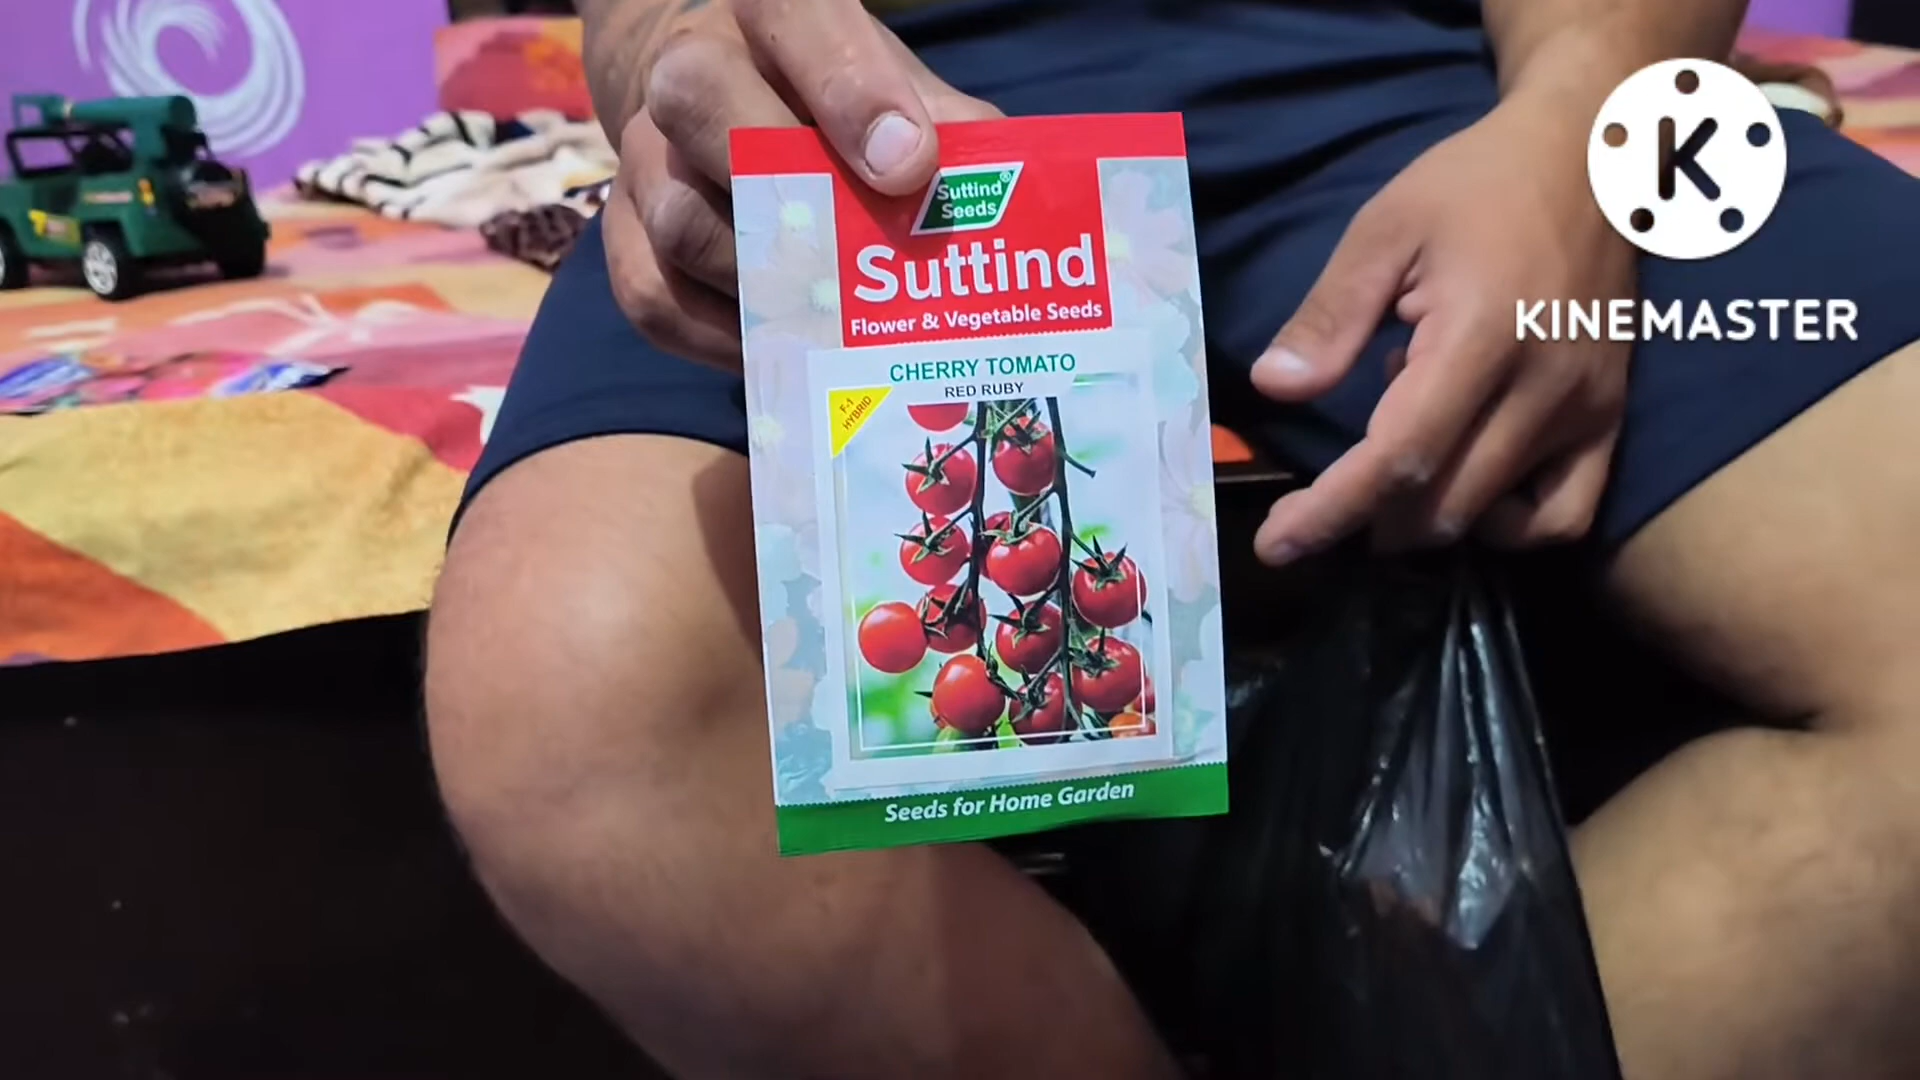 Suttind®
Seeds
Suttind
Flower & Vegetable Seeds
CHERRY TOMATO
RED RUBY
F-1
HYBRID
Seeds for Home Garden
K
KINEMASTER